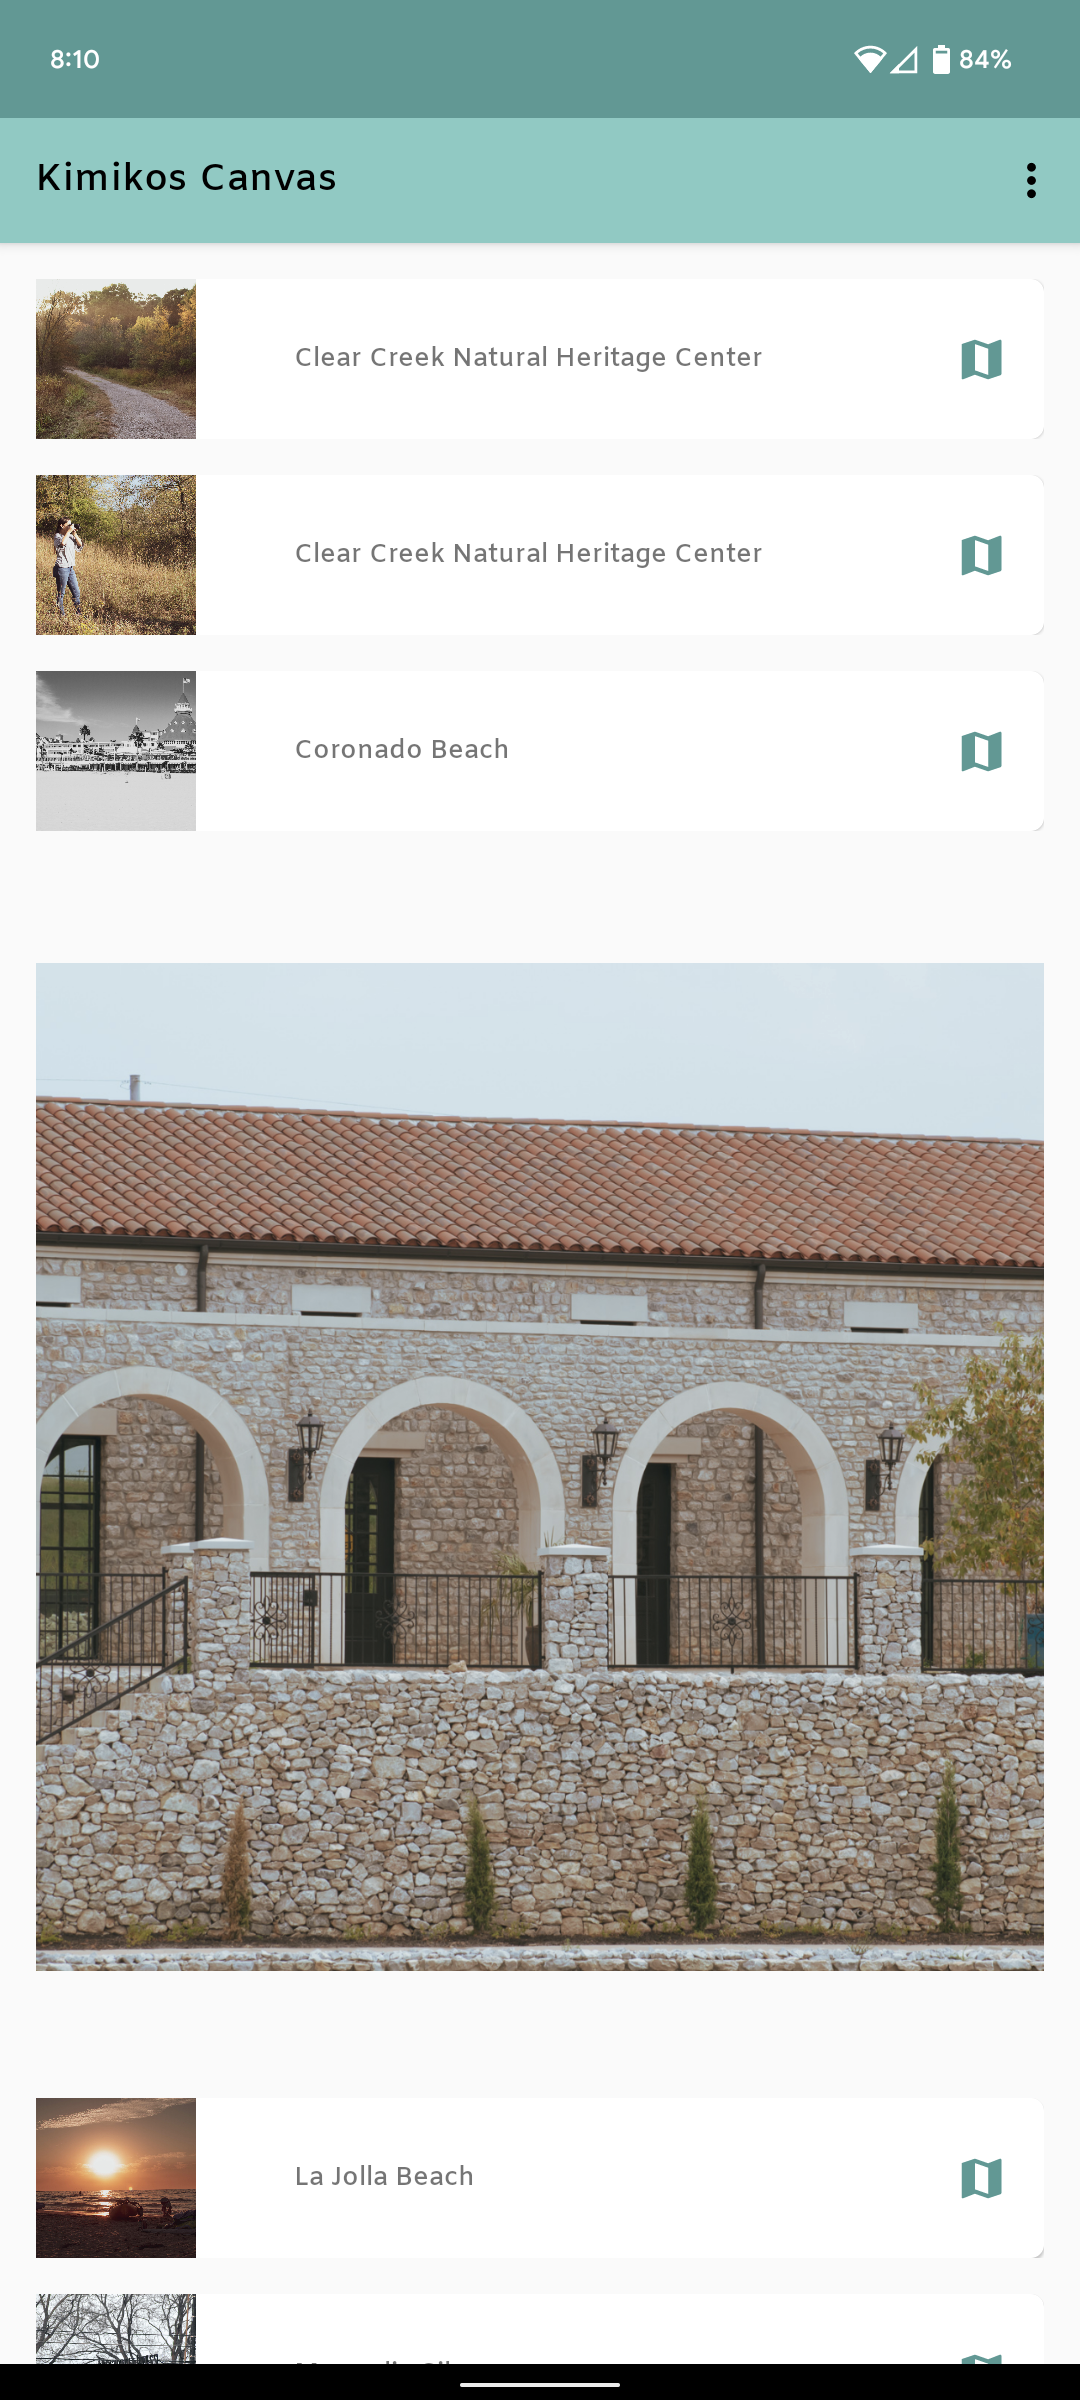 8:10
84%
Kimikos Canvas
Clear Creek Natural Heritage Center
Clear Creek Natural Heritage Center
Coronado Beach
La Jolla Beach